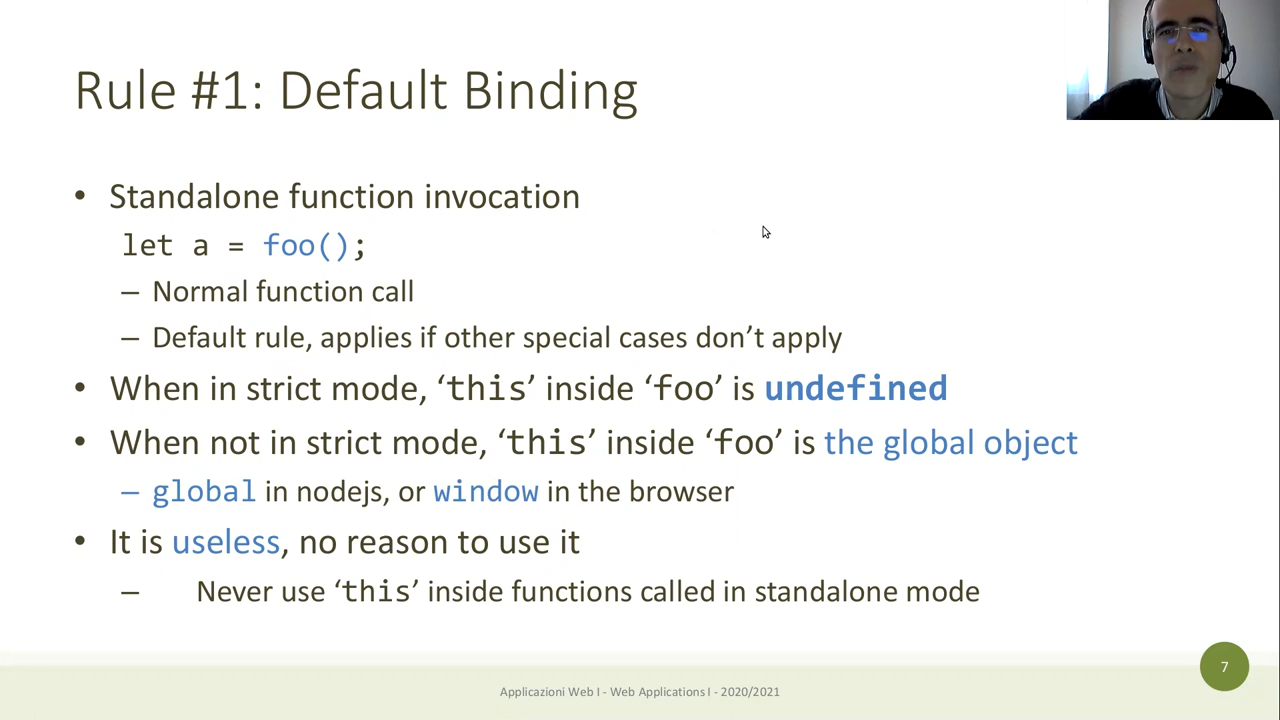 Rule #1: Default Binding
• Standalone function invocation
let a = foo();
– Normal function call
– Default rule, applies if other special cases don’t apply
• When in strict mode, ‘this’ inside ‘foo’ is undefined
• When not in strict mode, ‘this’ inside ‘foo’ is the global object
– global in nodejs, or window in the browser
• It is useless, no reason to use it
– Never use ‘this’ inside functions called in standalone mode
7
Applicazioni Web I - Web Applications I - 2020/2021